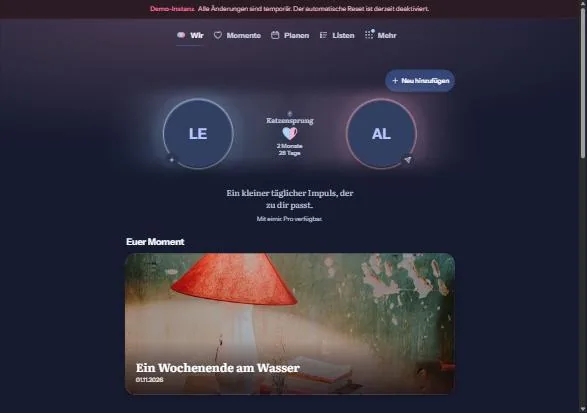 Demo-Instanz Alle Änderungen sind temporär. Der automatische Reset ist derzeit deaktiviert.
Wir Momente Planen Listen Mehr
+ Neu hinzufügen
LE
Katzensprung
2 Monate
28 Tage
AL
Ein kleiner täglicher Impuls, der
zu dir passt.
Mit eimir Pro verfügbar.
Euer Moment
Ein Wochenende am Wasser
01.11.2026